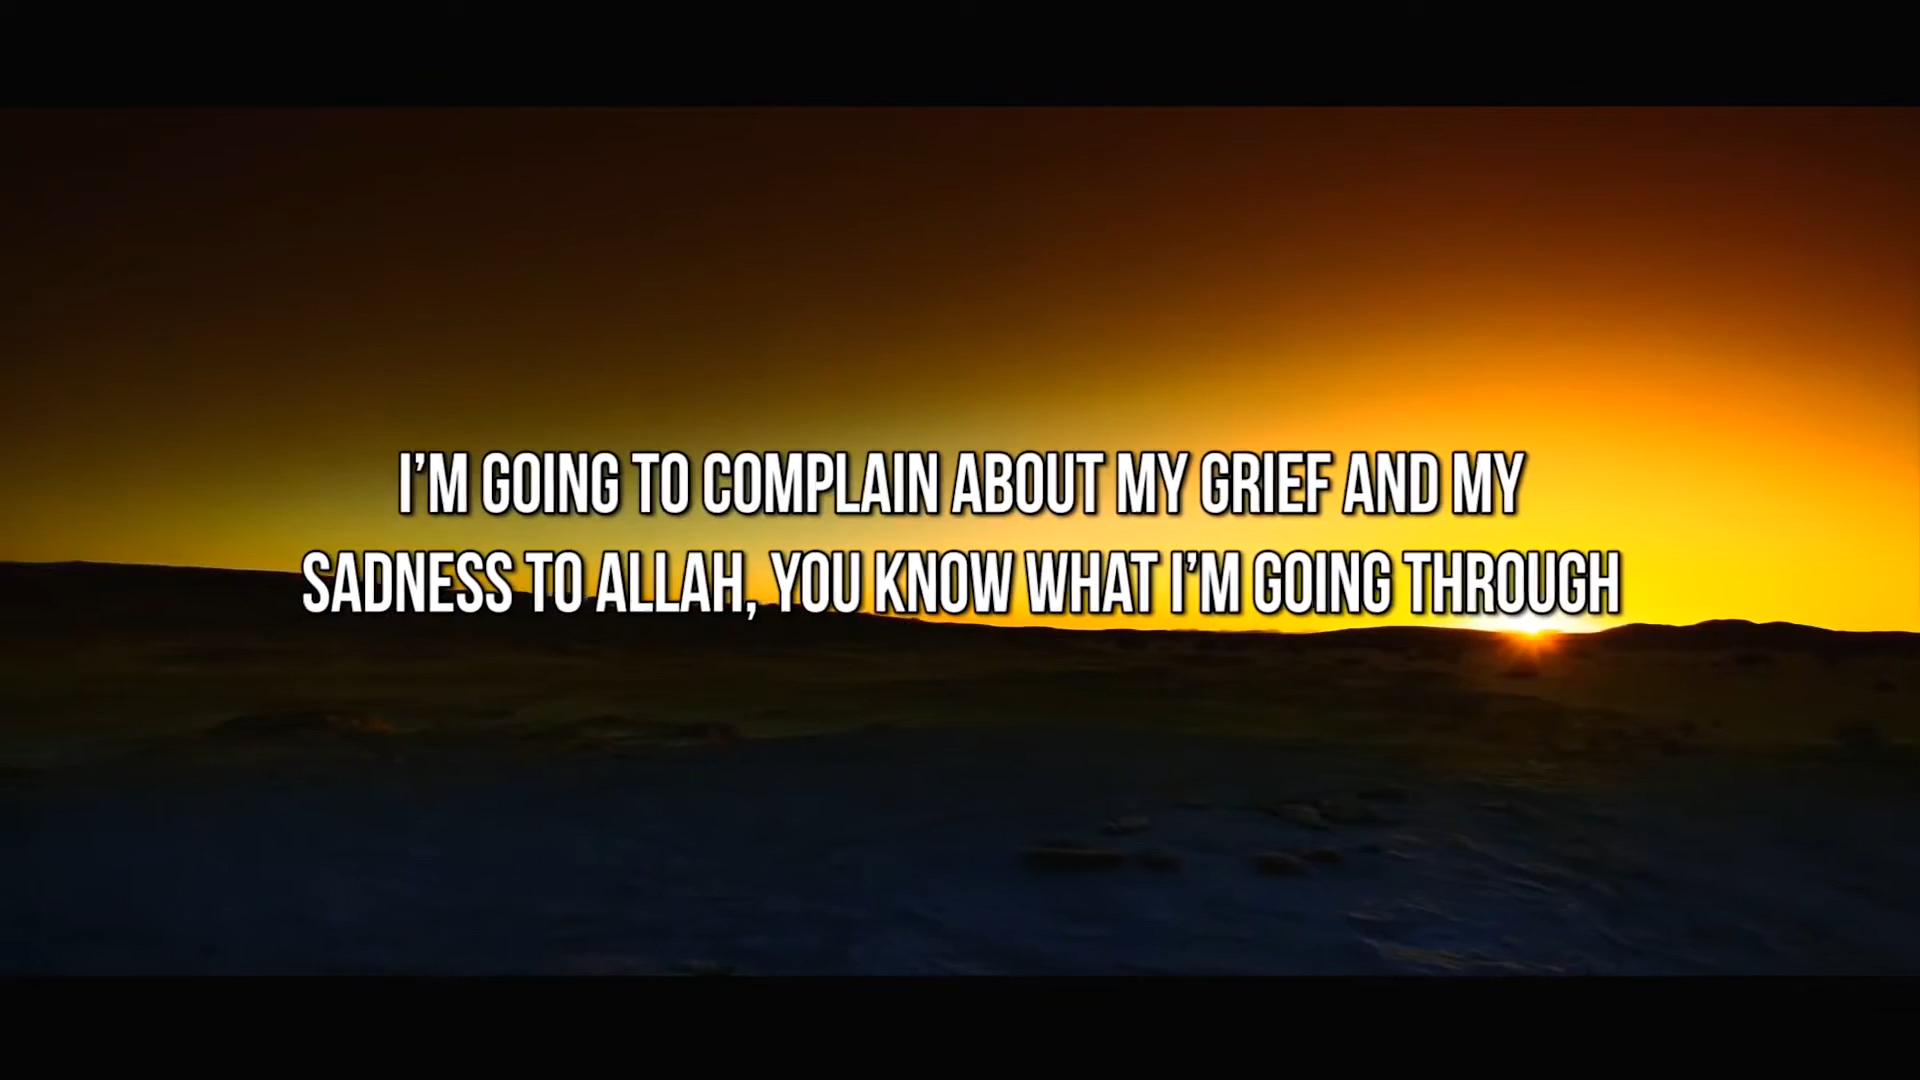 I'M GOING TO COMPLAIN ABOUT MY GRIEF AND MY
SADNESS TO ALLAH, YOU KNOW WHAT I'M GOING THROUGH